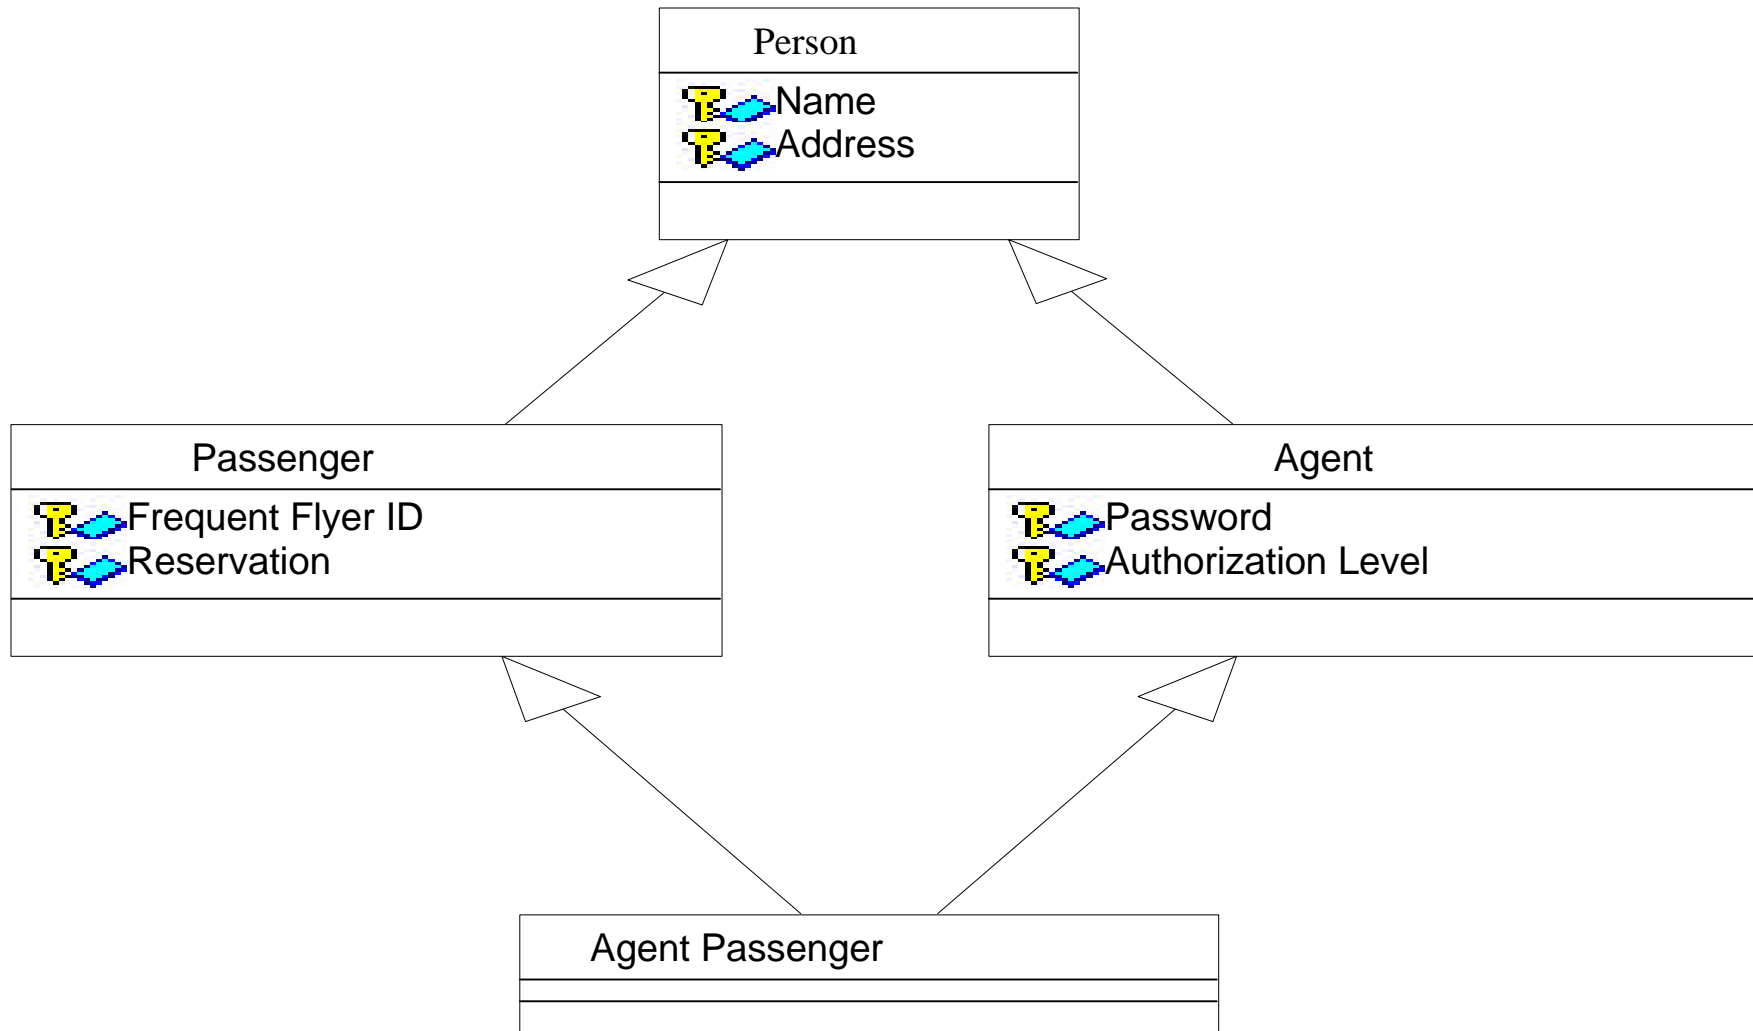 Person
Name
Address
Passenger
Frequent Flyer ID
Reservation
Agent
Password
Authorization Level
Agent Passenger